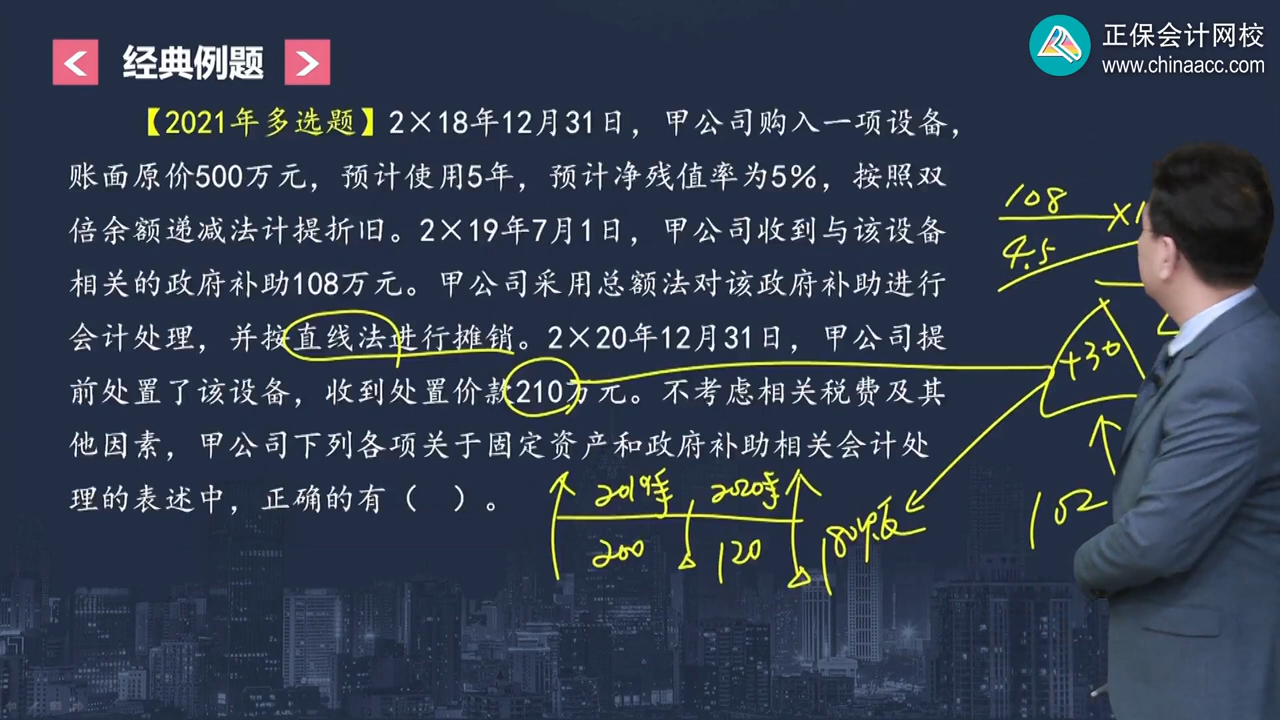 正保会计网校
www.chinaacc.com
经典例题
【2021年多选题】2×18年12月31日，甲公司购入一项设备，
账面原价500万元，预计使用5年，预计净残值率为5%，按照双
倍余额递减法计提折旧。2×19年7月1日，甲公司收到与该设备
相关的政府补助108万元。甲公司采用总额法对该政府补助进行
会计处理，并按直线法进行摊销。2×20年12月31日，甲公司提
前处置了该设备，收到处置价款210万元。不考虑相关税费及其
他因素，甲公司下列各项关于固定资产和政府补助相关会计处
理的表述中，正确的有（ ）。
108
×1
4.5
+30
102
2019年
2020年
200
120
180